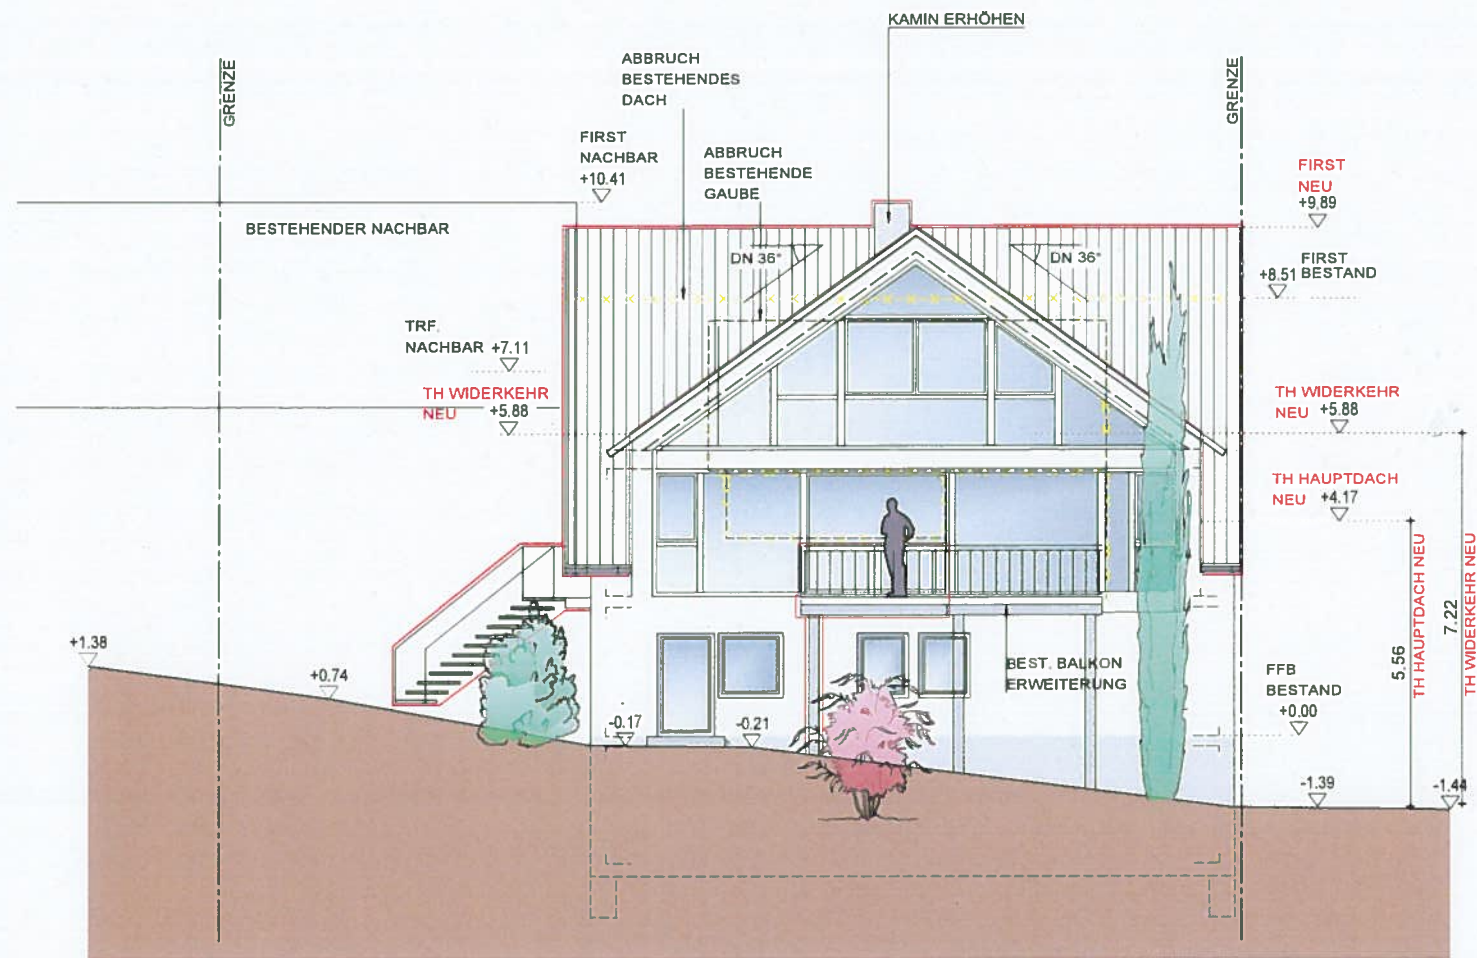 KAMIN ERHÖHEN
ABBRUCH
BESTEHENDES
DACH
GRENZE
GRENZE
FIRST
NACHBAR
+10.41
ABBRUCH
BESTEHENDE
GAUBE
FIRST
NEU
+9.89
BESTEHENDER NACHBAR
DN 36°
DN 36°
FIRST
+8.51 BESTAND
TRF.
NACHBAR +7.11
TH WIDERKEHR
NEU +5.88
TH WIDERKEHR
NEU +5.88
TH HAUPTDACH
NEU +4.17
5.56
TH HAUPTDACH NEU
7.22
TH WIDERKEHR NEU
+1.38
+0.74
BEST. BALKON
ERWEITERUNG
FFB
BESTAND
+0.00
-0.17
-0.21
-1.39
-1.44